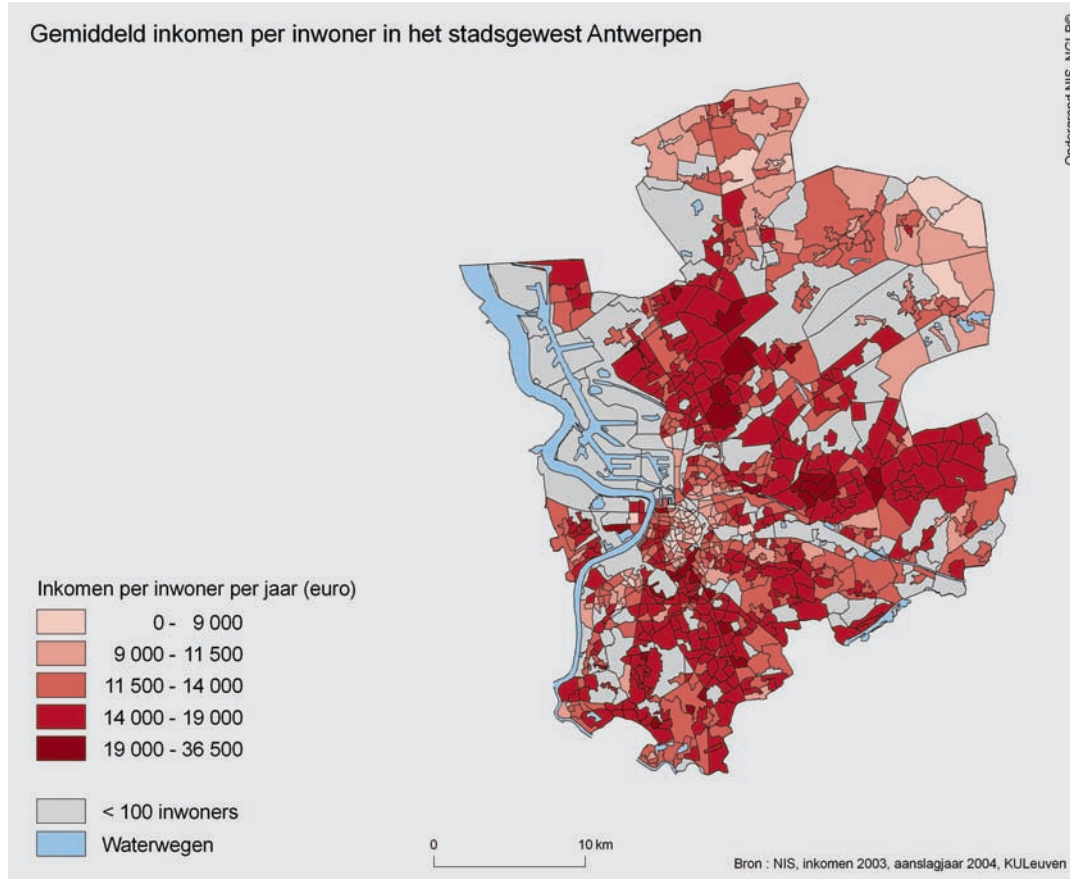 Gemiddeld inkomen per inwoner in het stadsgewest Antwerpen
Inkomen per inwoner per jaar (euro)
0 - 9 000
9 000 - 11 500
11 500 - 14 000
14 000 - 19 000
19 000 - 36 500
< 100 inwoners
Waterwegen
0 10 km
Bron : NIS, inkomen 2003, aanslagjaar 2004, KULeuven